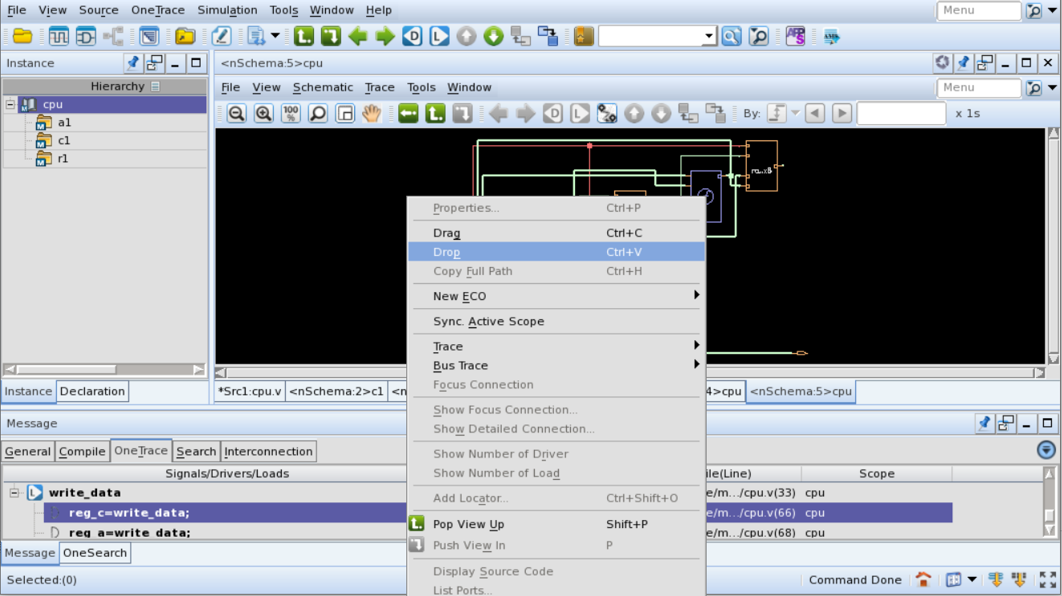 File View Source OneTrace Simulation Tools Window Help Menu
Instance <nSchema:5>cpu
Hierarchy
cpu
a1
c1
r1
File View Schematic Trace Tools Window Menu
100
By: x 1s
Properties... Ctrl+P
Drag Ctrl+C
Drop Ctrl+V
Copy Full Path Ctrl+H
New ECO
Sync. Active Scope
Trace
Bus Trace
Focus Connection
Show Focus Connection...
Show Detailed Connection...
Show Number of Driver
Show Number of Load
Add Locator... Ctrl+Shift+O
Pop View Up Shift+P
Push View In P
Display Source Code
List Ports...
Instance Declaration *Src1:cpu.v <nSchema:2>c1 <n 4>cpu <nSchema:5>cpu
Message
General Compile OneTrace Search Interconnection
Signals/Drivers/Loads le(Line) Scope
write_data e/m.../cpu.v(33) cpu
reg_c=write_data; e/m.../cpu.v(66) cpu
reg_a=write_data; e/m.../cpu.v(68) cpu
Message OneSearch
Selected:(0) Command Done